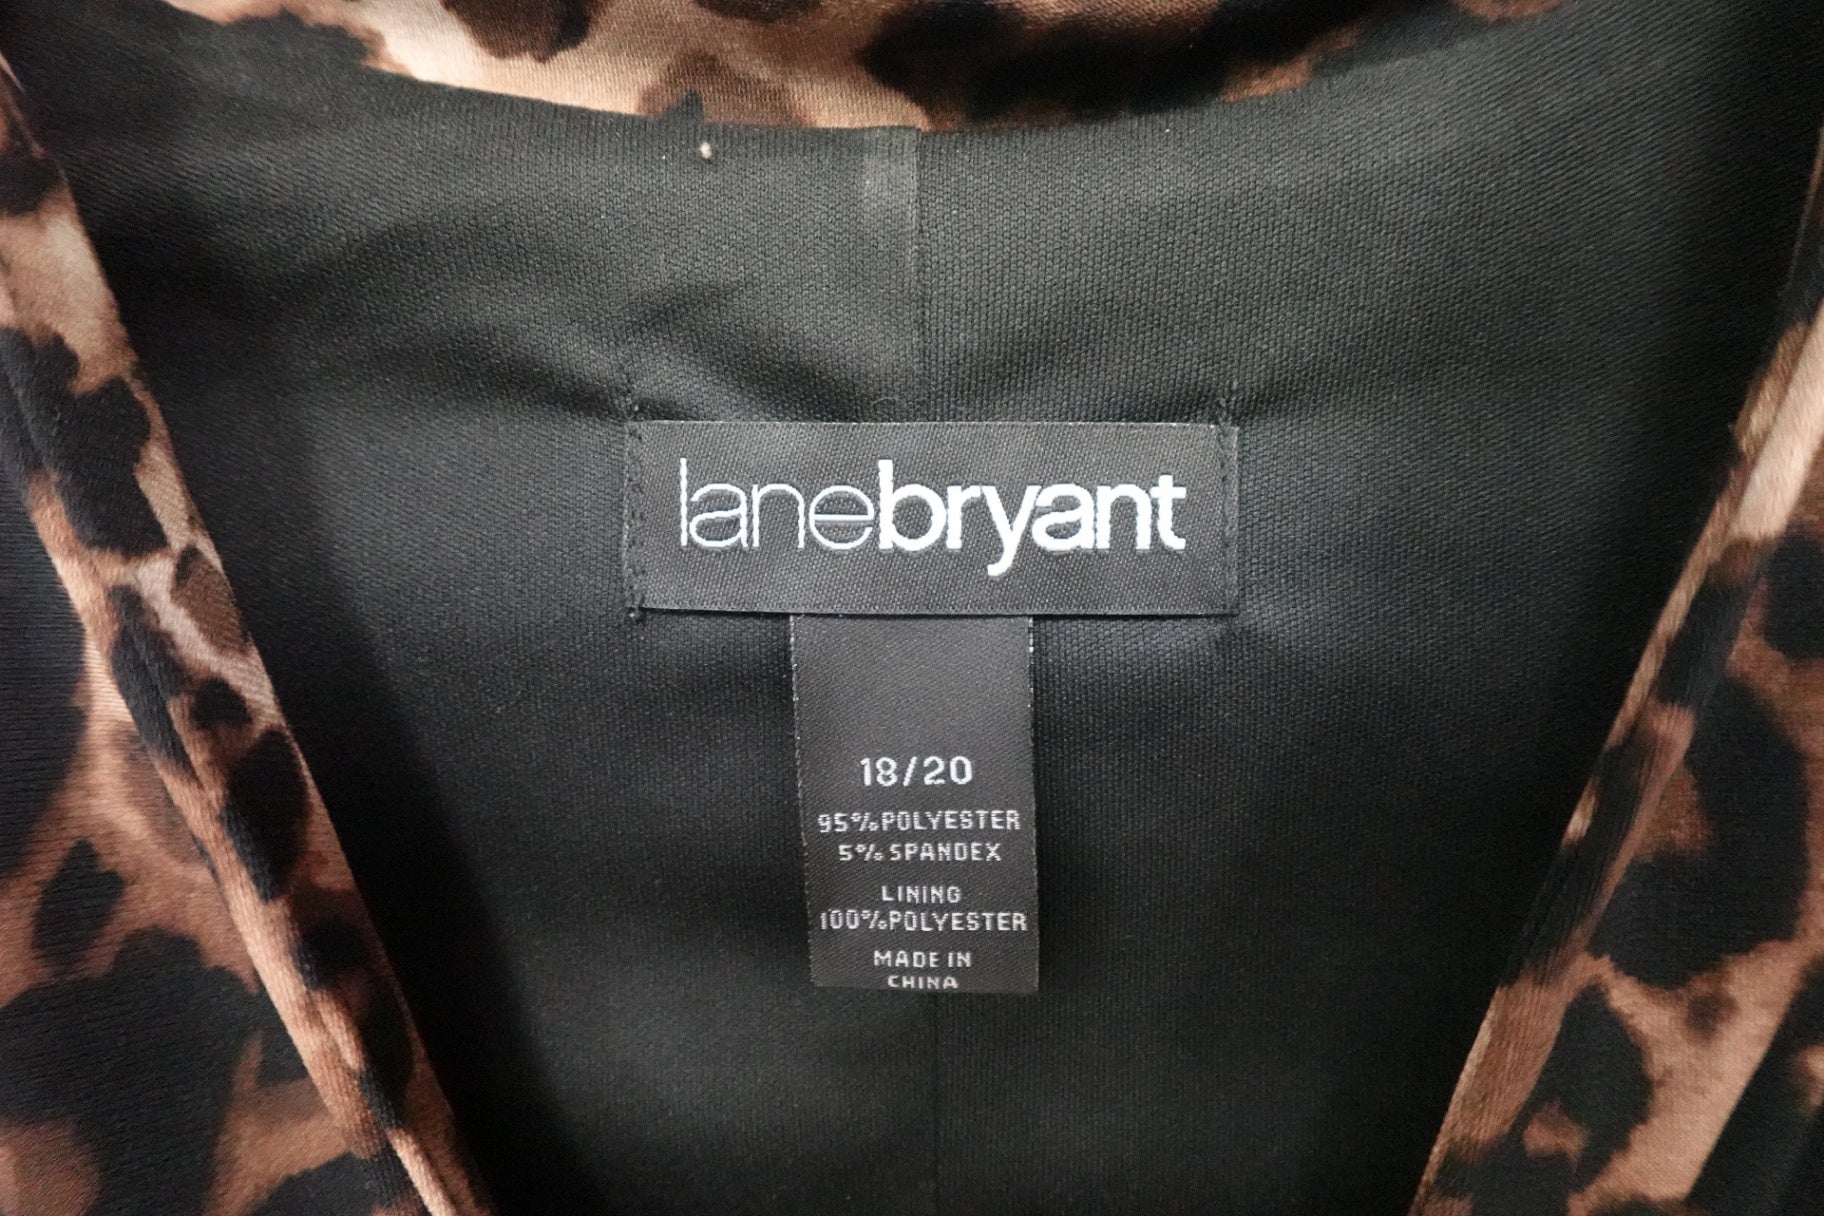 lanebryant
18/20
95%POLYESTER
5% SPANDEX
LINING
100%POLYESTER
MADE IN
CHINA